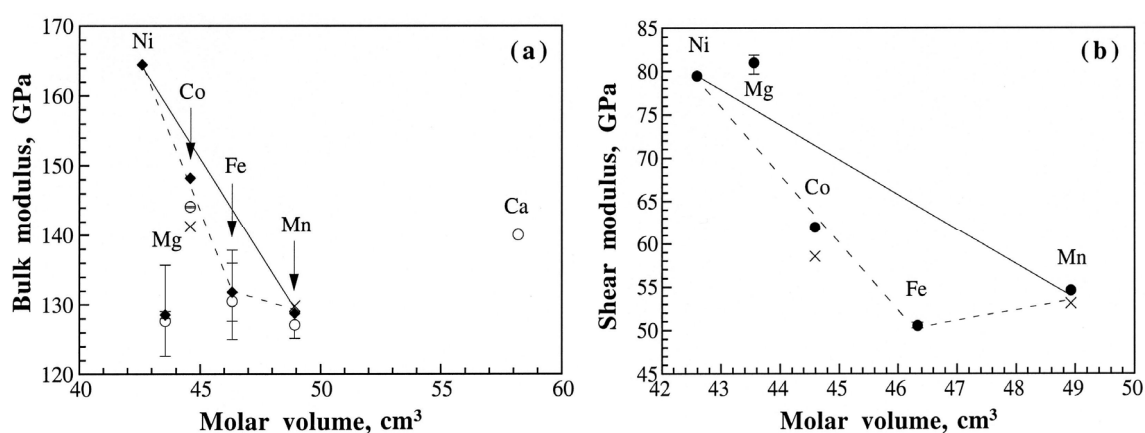 170
160
150
140
130
120
Bulk modulus, GPa
(a)
Ni
Co
Fe
Mg
Mn
Ca
40
45
50
55
60
Molar volume, cm³
85
80
75
70
65
60
55
50
45
Shear modulus, GPa
(b)
Ni
Mg
Co
Fe
Mn
42
43
44
45
46
47
48
49
50
Molar volume, cm³